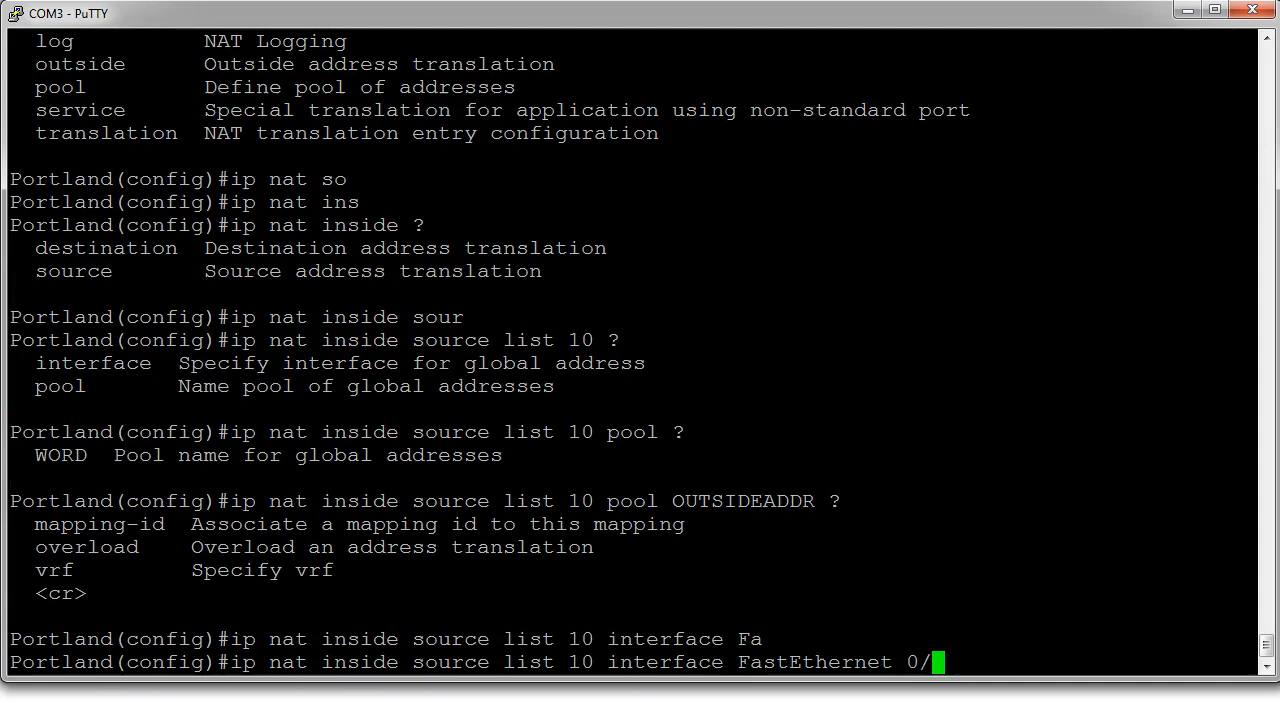 COM3 - PuTTY
log          NAT Logging
outside      Outside address translation
pool         Define pool of addresses
service      Special translation for application using non-standard port
translation  NAT translation entry configuration
Portland(config)#ip nat so
Portland(config)#ip nat ins
Portland(config)#ip nat inside ?
destination  Destination address translation
source       Source address translation
Portland(config)#ip nat inside sour
Portland(config)#ip nat inside source list 10 ?
interface  Specify interface for global address
pool       Name pool of global addresses
Portland(config)#ip nat inside source list 10 pool ?
WORD  Pool name for global addresses
Portland(config)#ip nat inside source list 10 pool OUTSIDEADDR ?
mapping-id  Associate a mapping id to this mapping
overload    Overload an address translation
vrf         Specify vrf
<cr>
Portland(config)#ip nat inside source list 10 interface Fa
Portland(config)#ip nat inside source list 10 interface FastEthernet 0/